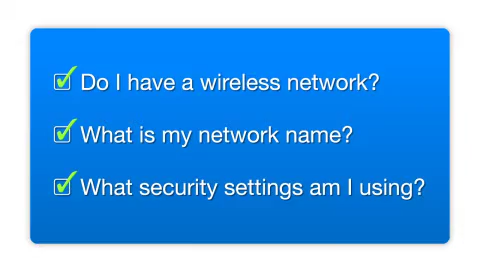 Do I have a wireless network?
What is my network name?
What security settings am I using?